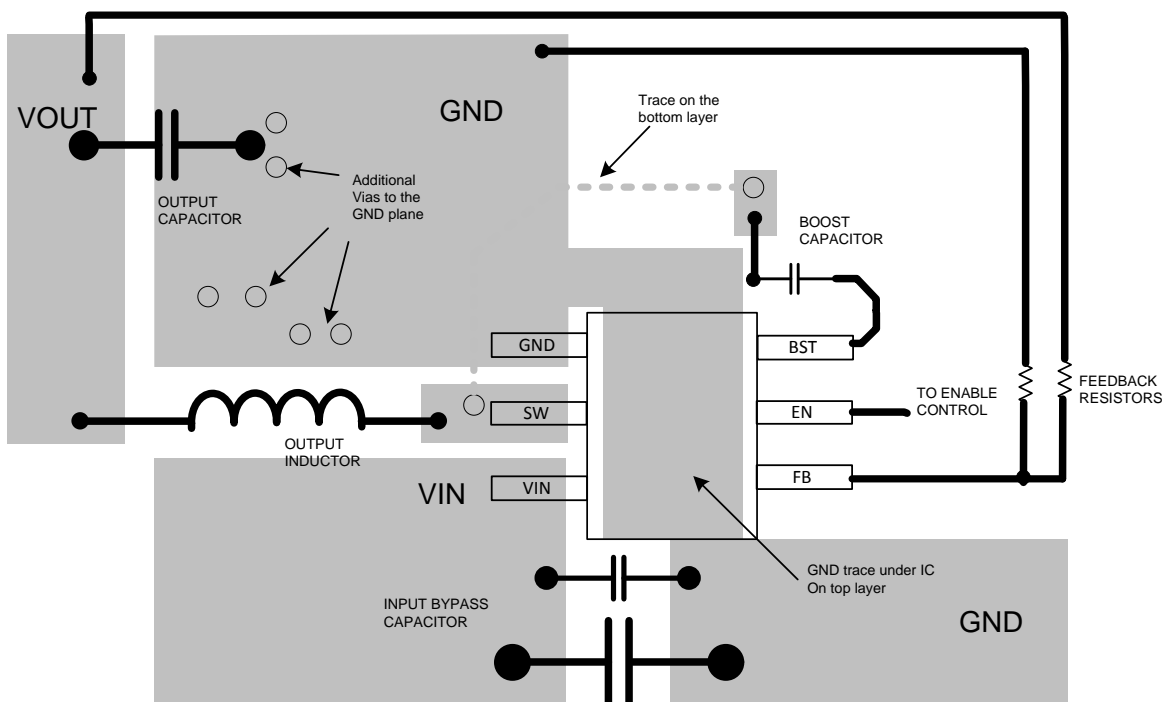 VOUT
GND
Trace on the
bottom layer
Additional
Vias to the
GND plane
OUTPUT
CAPACITOR
BOOST
CAPACITOR
GND
BST
TO ENABLE
CONTROL
FEEDBACK
RESISTORS
SW
EN
OUTPUT
INDUCTOR
VIN
VIN
FB
GND trace under IC
On top layer
INPUT BYPASS
CAPACITOR
GND